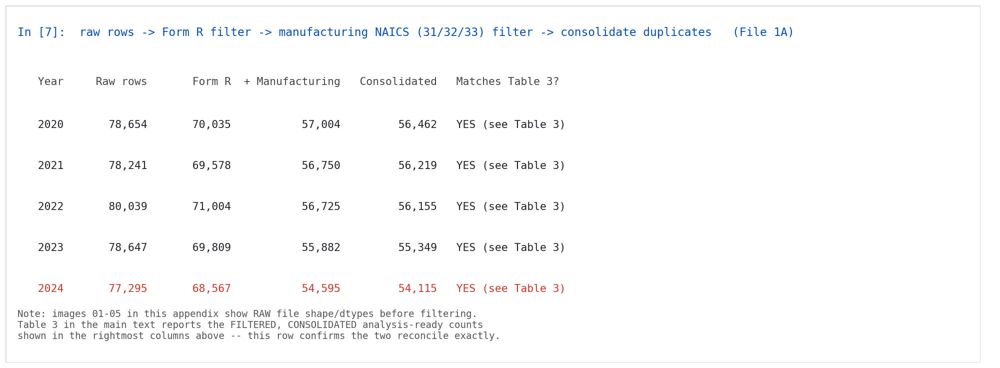 In [7]:  raw rows -> Form R filter -> manufacturing NAICS (31/32/33) filter -> consolidate duplicates   (File 1A)
Year     Raw rows       Form R  + Manufacturing   Consolidated   Matches Table 3?
2020       78,654       70,035           57,004         56,462   YES (see Table 3)
2021       78,241       69,578           56,750         56,219   YES (see Table 3)
2022       80,039       71,004           56,725         56,155   YES (see Table 3)
2023       78,647       69,809           55,882         55,349   YES (see Table 3)
2024       77,295       68,567           54,595         54,115   YES (see Table 3)
Note: images 01-05 in this appendix show RAW file shape/dtypes before filtering.
Table 3 in the main text reports the FILTERED, CONSOLIDATED analysis-ready counts
shown in the rightmost columns above -- this row confirms the two reconcile exactly.